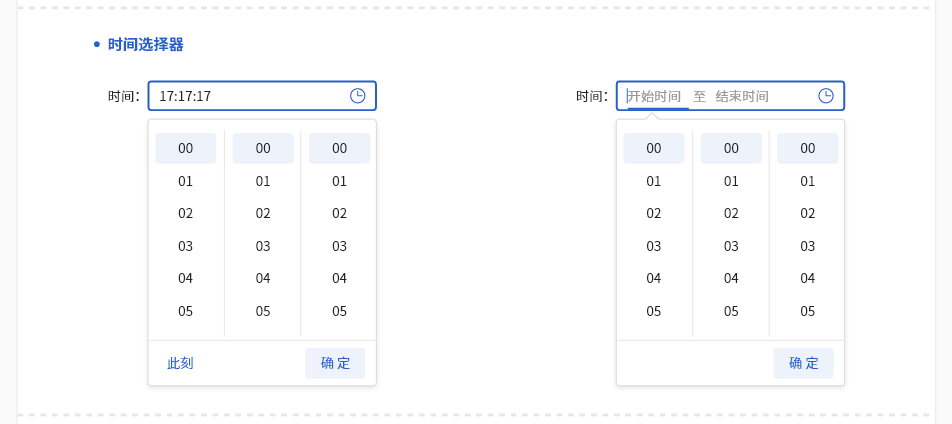 时间选择器
时间： 17:17:17 时间： 开始时间 至 结束时间
00 00 00 00 00 00
01 01 01 01 01 01
02 02 02 02 02 02
03 03 03 03 03 03
04 04 04 04 04 04
05 05 05 05 05 05
此刻 确 定 确 定